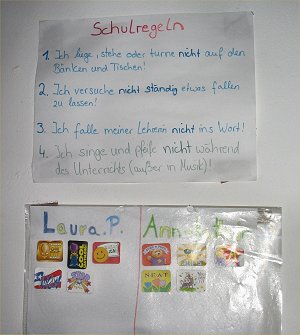 Schulregeln
1. Ich liege, stehe oder turne nicht auf den
Bänken und Tischen!
2. Ich versuche nicht ständig etwas fallen
zu lassen!
3. Ich falle meiner Lehrerin nicht ins Wort!
4. Ich singe und pfeife nicht während
des Unterrichts (außer in Musik)!
Laura. P.
COOL
NEAT